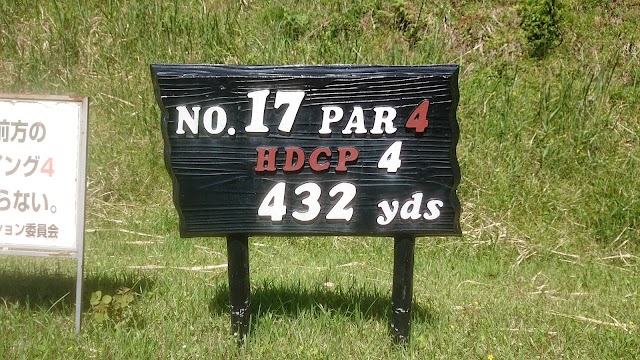 前方の
ング4
らない。
ション委員会
NO. 17 PAR 4
HDCP 4
432 yds